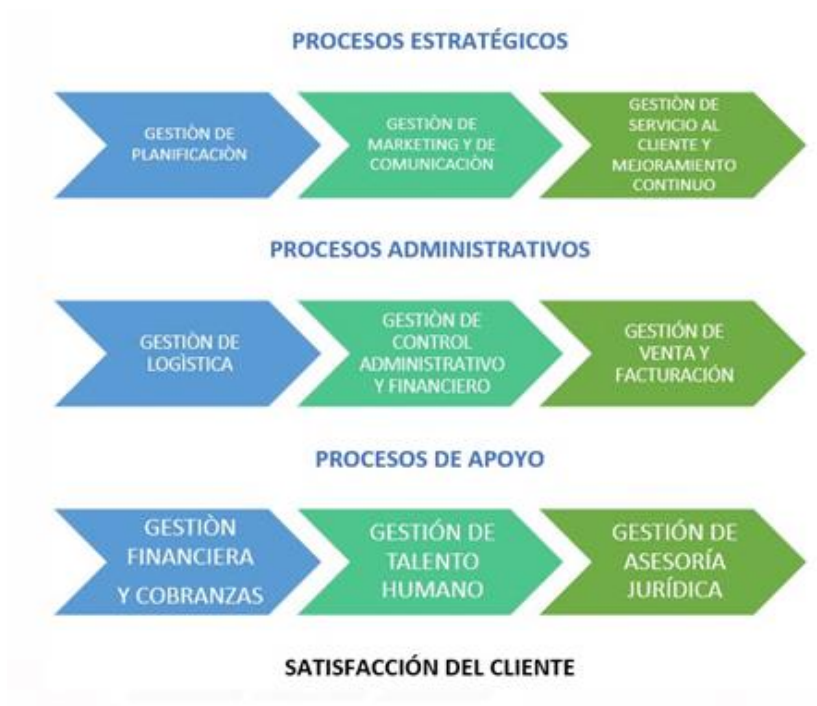 PROCESOS ESTRATÉGICOS
GESTIÒN DE
PLANIFICACIÒN
GESTIÒN DE
MARKETING Y DE
COMUNICACIÒN
GESTIÒN DE
SERVICIO AL
CLIENTE Y
MEJORAMIENTO
CONTINUO
PROCESOS ADMINISTRATIVOS
GESTIÒN DE
LOGÌSTICA
GESTIÒN DE
CONTROL
ADMINISTRATIVO
Y FINANCIERO
GESTIÓN DE
VENTA Y
FACTURACIÓN
PROCESOS DE APOYO
GESTIÒN
FINANCIERA
Y COBRANZAS
GESTIÓN DE
TALENTO
HUMANO
GESTIÓN DE
ASESORÍA
JURÍDICA
SATISFACCIÓN DEL CLIENTE